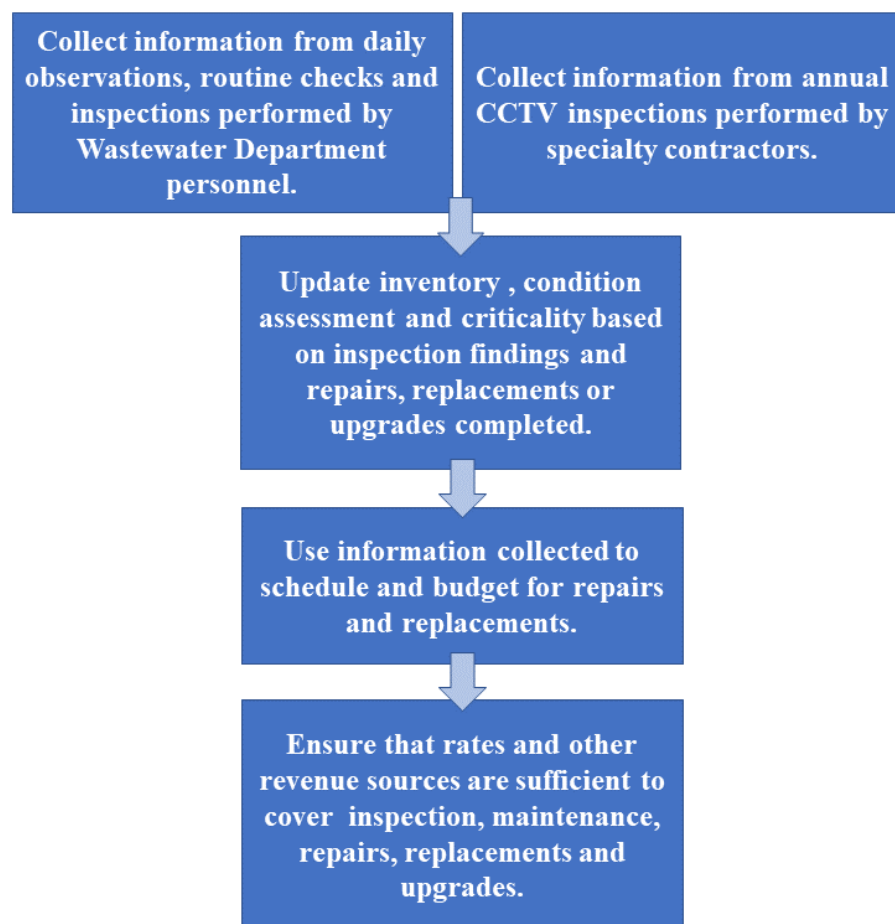 Collect information from daily
observations, routine checks and
inspections performed by
Wastewater Department
personnel.
Collect information from annual
CCTV inspections performed by
specialty contractors.
Update inventory , condition
assessment and criticality based
on inspection findings and
repairs, replacements or
upgrades completed.
Use information collected to
schedule and budget for repairs
and replacements.
Ensure that rates and other
revenue sources are sufficient to
cover inspection, maintenance,
repairs, replacements and
upgrades.